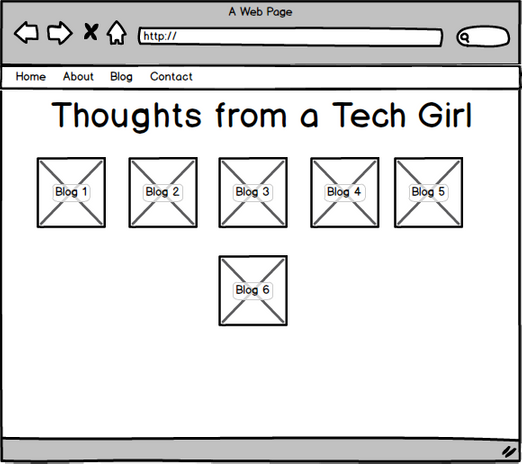 A Web Page
http://
Home About Blog Contact
Thoughts from a Tech Girl
Blog 1 Blog 2 Blog 3 Blog 4 Blog 5
Blog 6